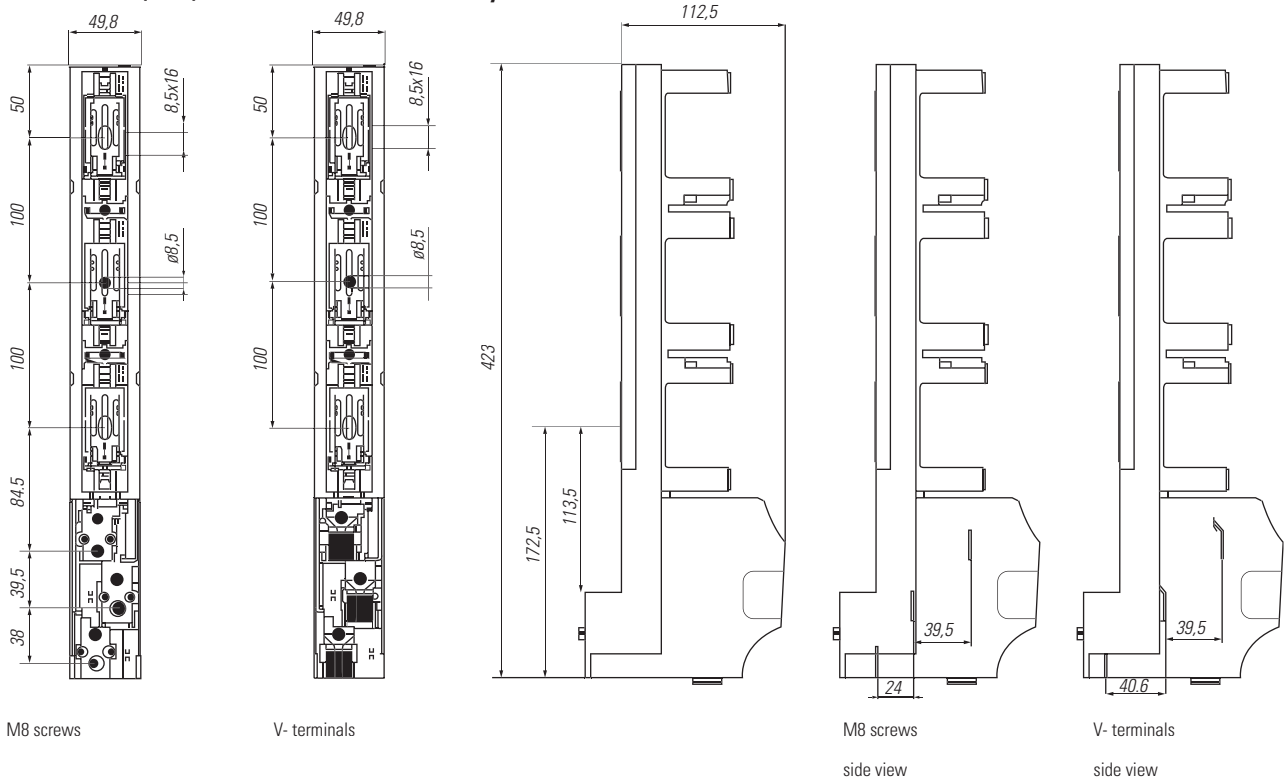 49,8
49,8
112,5
50
8,5x16
50
8,5x16
100
100
ø8,5
ø8,5
100
100
423
84.5
113,5
172,5
39,5
38
39,5
39,5
24
40.6
M8 screws
V- terminals
M8 screws
side view
V- terminals
side view